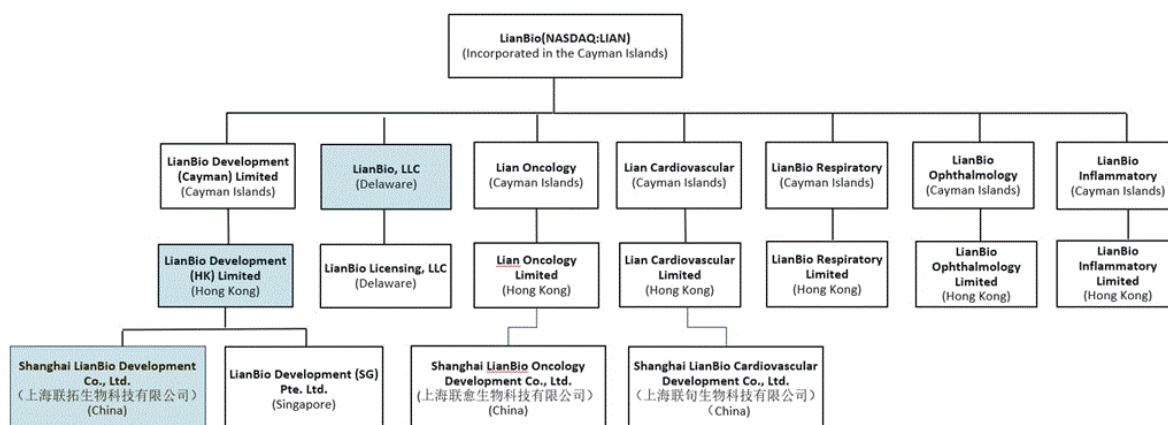 LianBio(NASDAQ:LIAN)
(Incorporated in the Cayman Islands)
LianBio Development
(Cayman) Limited
(Cayman Islands)
LianBio, LLC
(Delaware)
Lian Oncology
(Cayman Islands)
Lian Cardiovascular
(Cayman Islands)
LianBio Respiratory
(Cayman Islands)
LianBio
Ophthalmology
(Cayman Islands)
LianBio
Inflammatory
(Cayman Islands)
LianBio Development
(HK) Limited
(Hong Kong)
LianBio Licensing, LLC
(Delaware)
Lian Oncology
Limited
(Hong Kong)
Lian Cardiovascular
Limited
(Hong Kong)
LianBio Respiratory
Limited
(Hong Kong)
LianBio
Ophthalmology
Limited
(Hong Kong)
LianBio
Inflammatory Limited
(Hong Kong)
Shanghai LianBio Development
Co., Ltd.
（上海联拓生物科技有限公司）
(China)
LianBio Development (SG)
Pte. Ltd.
(Singapore)
Shanghai LianBio Oncology
Development Co., Ltd.
(上海联愈生物科技有限公司）
(China)
Shanghai LianBio Cardiovascular
Development Co., Ltd.
（上海联旬生物科技有限公司）
（China)